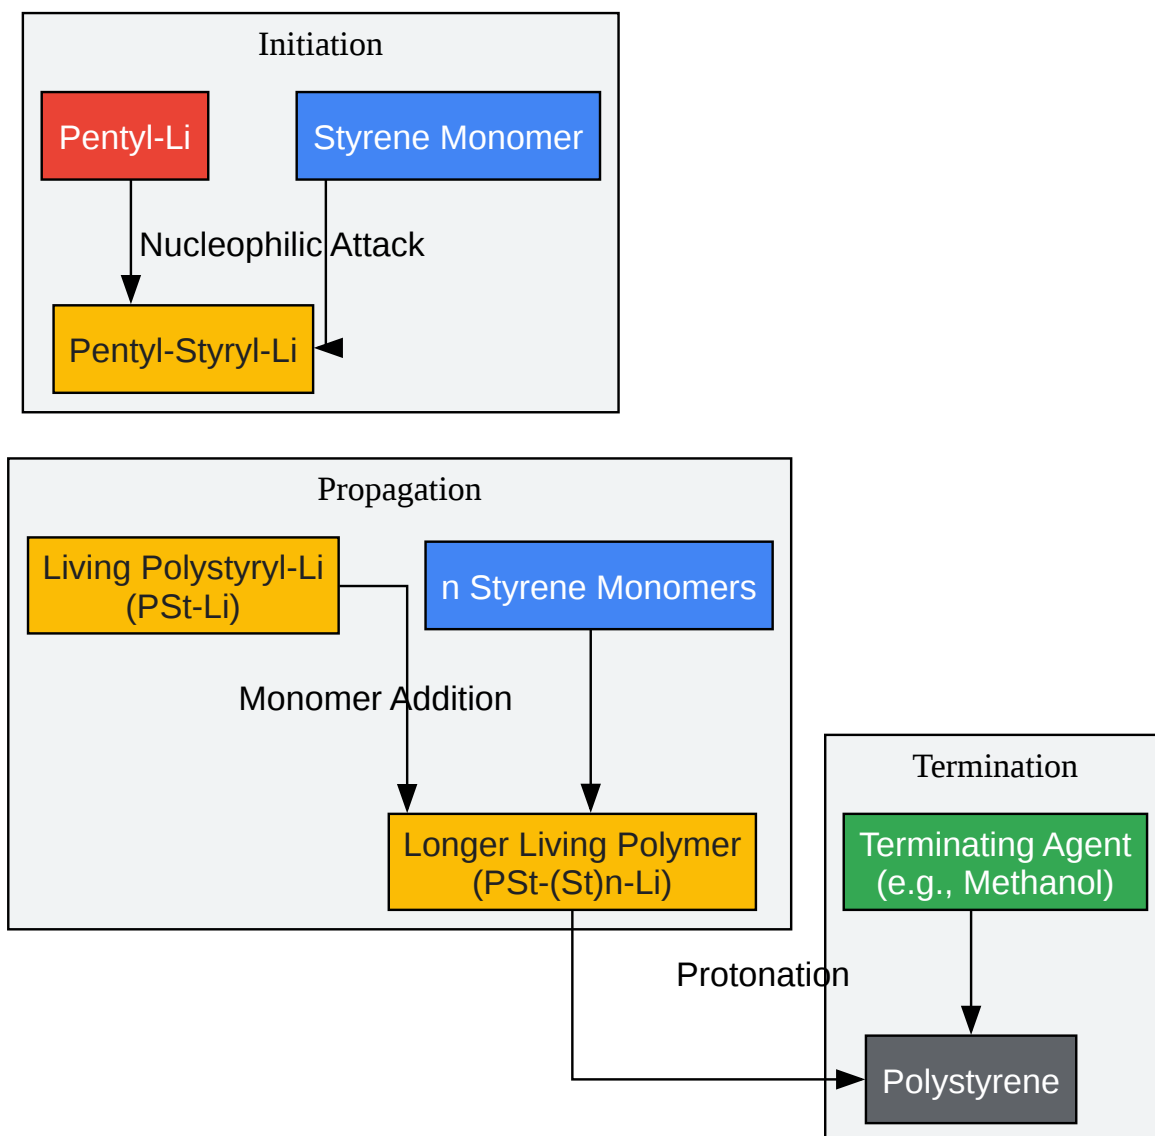 Initiation
Pentyl-Li
Styrene Monomer
Nucleophilic Attack
Pentyl-Styryl-Li
Propagation
Living Polystyryl-Li
(PSt-Li)
n Styrene Monomers
Monomer Addition
Longer Living Polymer
(PSt-(St)n-Li)
Termination
Terminating Agent
(e.g., Methanol)
Protonation
Polystyrene